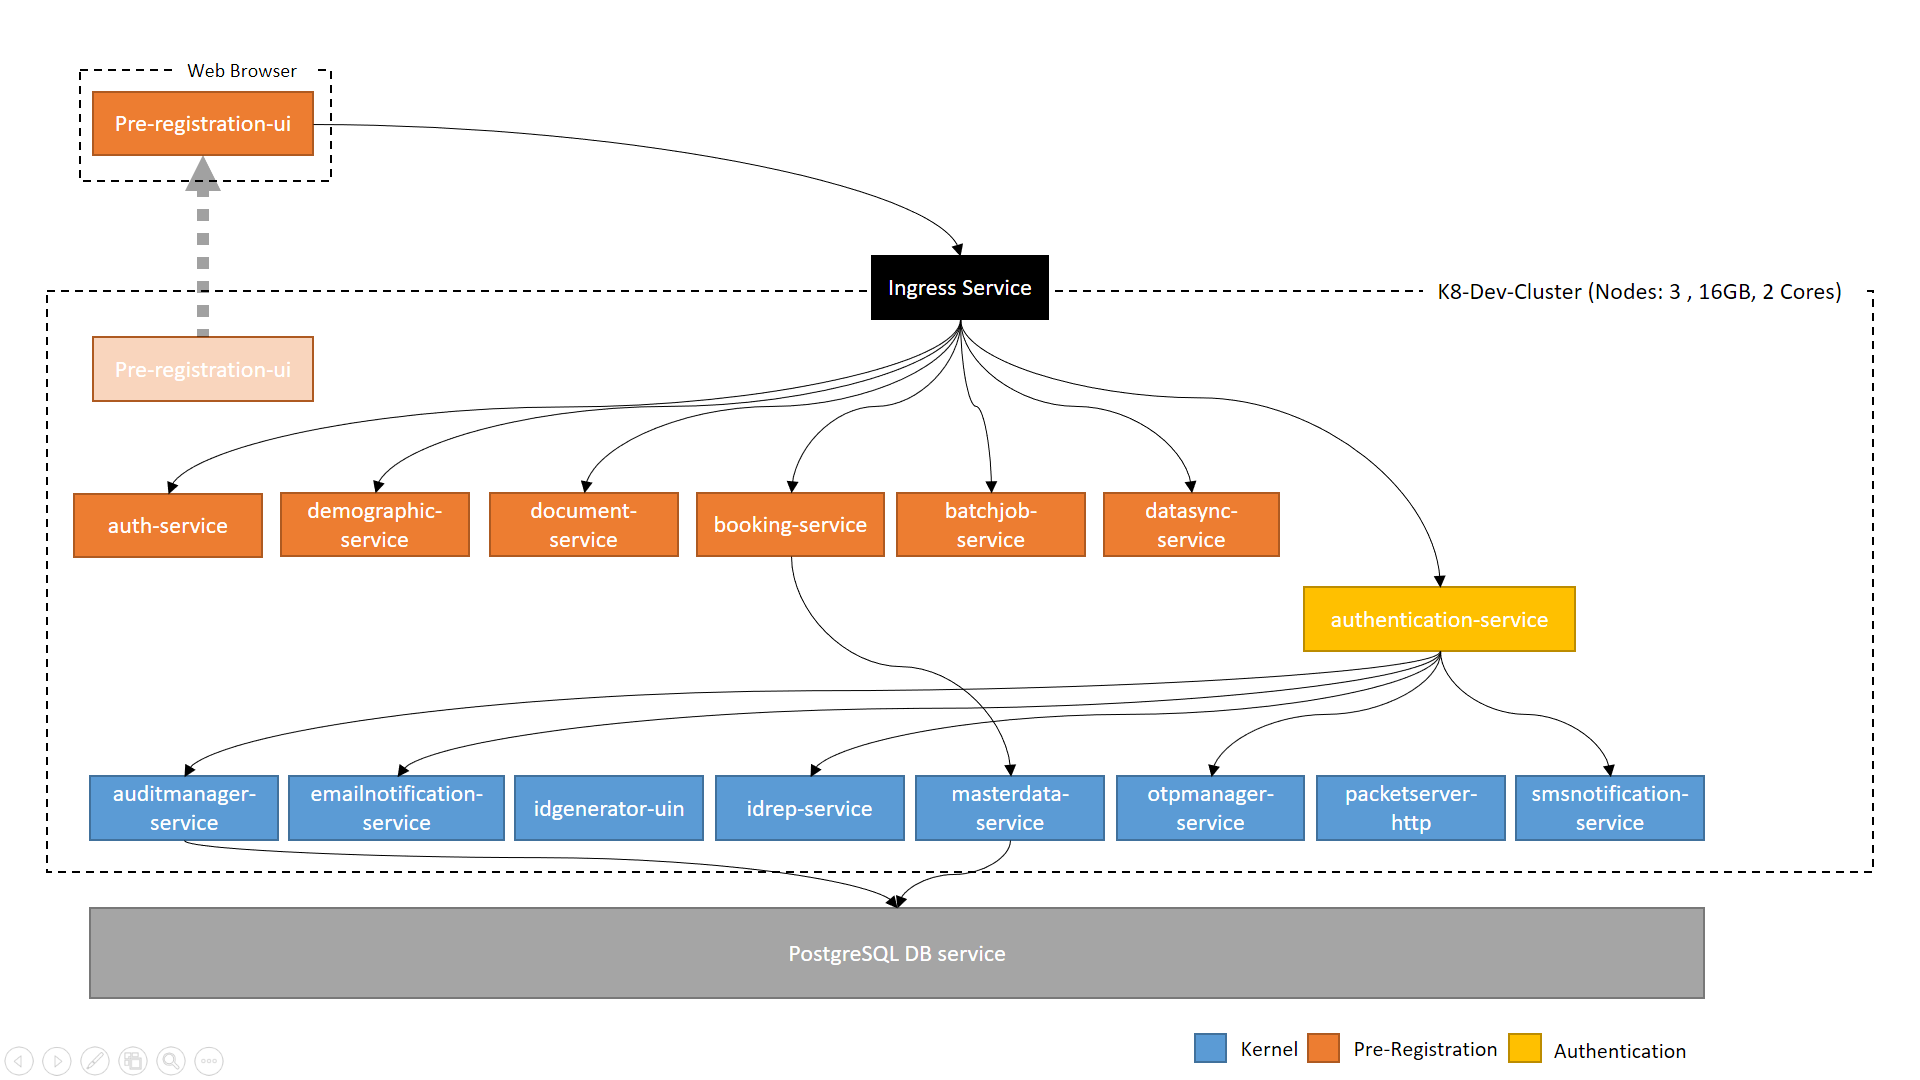 Web Browser
Pre-registration-ui
Ingress Service
K8-Dev-Cluster (Nodes: 3 , 16GB, 2 Cores)
Pre-registration-ui
auth-service
demographic-
service
document-
service
booking-service
batchjob-
service
datasync-
service
authentication-service
auditmanager-
service
emailnotification-
service
idgenerator-uin
idrep-service
masterdata-
service
otpmanager-
service
packetserver-
http
smsnotification-
service
PostgreSQL DB service
Kernel
Pre-Registration
Authentication